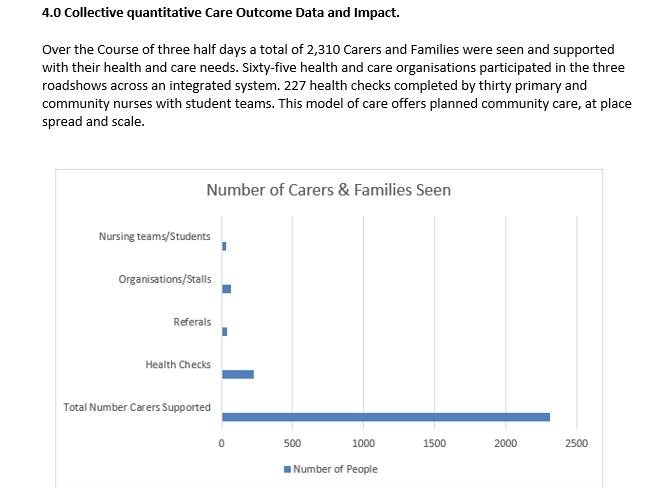 4.0 Collective quantitative Care Outcome Data and Impact.
Over the Course of three half days a total of 2,310 Carers and Families were seen and supported
with their health and care needs. Sixty-five health and care organisations participated in the three
roadshows across an integrated system. 227 health checks completed by thirty primary and
community nurses with student teams. This model of care offers planned community care, at place
spread and scale.
Number of Carers & Families Seen
Nursing teams/Students
Organisations/Stalls
Referals
Health Checks
Total Number Carers Supported
0 500 1000 1500 2000 2500
Number of People